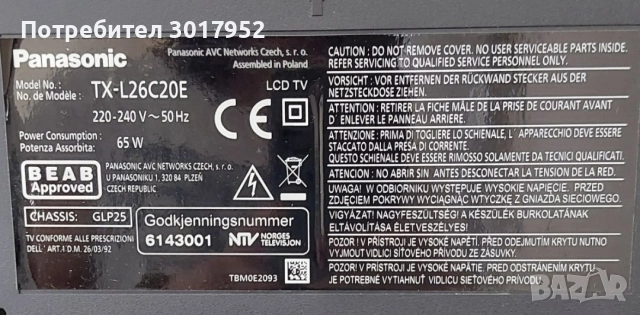 Потребител 3017952
Panasonic
Panasonic AVC Networks Czech, s. r. o.
Assembled in Poland
Model No.:
No. de Modèle :
TX-L26C20E
LCD TV
220-240 V~50 Hz
Power Consumption :
Potenza Assorbita:
65 W
BEAB
Approved
PANASONIC AVC NETWORKS CZECH, s. r. o.
U PANASONIKU 1, 320 84 PLZEŇ
CZECH REPUBLIC
CE
CHASSIS: GLP25
TV CONFORME ALLE PRESCRIZIONI
DELL' ART.4 D.M. 26/03/92
Godkjenningsnummer
6143001 NTV NORGES
TELEVISJON
TBM0E2093
CAUTION : DO NOT REMOVE COVER. NO USER SERVICEABLE PARTS INSIDE.
REFER SERVICING TO QUALIFIED SERVICE PERSONNEL ONLY.
VORSICHT : VOR ENTFERNEN DER RÜCKWAND STECKER AUS DER
NETZSTECKDOSE ZIEHEN.
ATTENTION : RETIRER LA FICHE MÂLE DE LA PRISE DE COURANT AVANT
D' ENLEVER LE PANNEAU ARRIERE.
ATTENZIONE : PRIMA DI TOGLIERE LO SCHIENALE, L' APPARECCHIO DEVE ESSERE
STACCATO DALLA PRESA DI CORRENTE.
QUESTO SCHIENALE DEVE ESSERE RIMOSSO SOLAMENTE DA TECNICI QUALIFICATI.
ATENCION : NO ABRIR SIN ANTES DESCONECTAR LA TENSION DE LA RED.
UWAGA! W ODBIORNIKU WYSTĘPUJE WYSOKIE NAPIĘCIE. PRZED
ZDJĘCIEM POKRYWY WYCIĄGNĄĆ WTYCZKĘ Z GNIAZDA SIECIOWEGO.
VIGYÁZAT! NAGYFESZÜLTSÉG! A KÉSZÜLÉK BURKOLATÁNAK
ELTÁVOLÍTÁSA ÉLETVESZÉLYES!
POZOR! V PŘÍSTROJI JE VYSOKÉ NAPĚTÍ. PŘED ODEJMUTÍM KRYTU NUTNO
VYJMOUT PŘÍVOD SÍŤOVÉHO PŘÍSTROJE ZE ZÁSUVKY.
POZOR! V PRÍSTROJI JE VYSOKÉ NAPÄTIE. PRED ODSTRÁNENÍM KRYTU
JE POTREBNÉ VYTIAHNUŤ VIDLICU SIEŤOVÉHO PRÍVODU.
bazar.bg